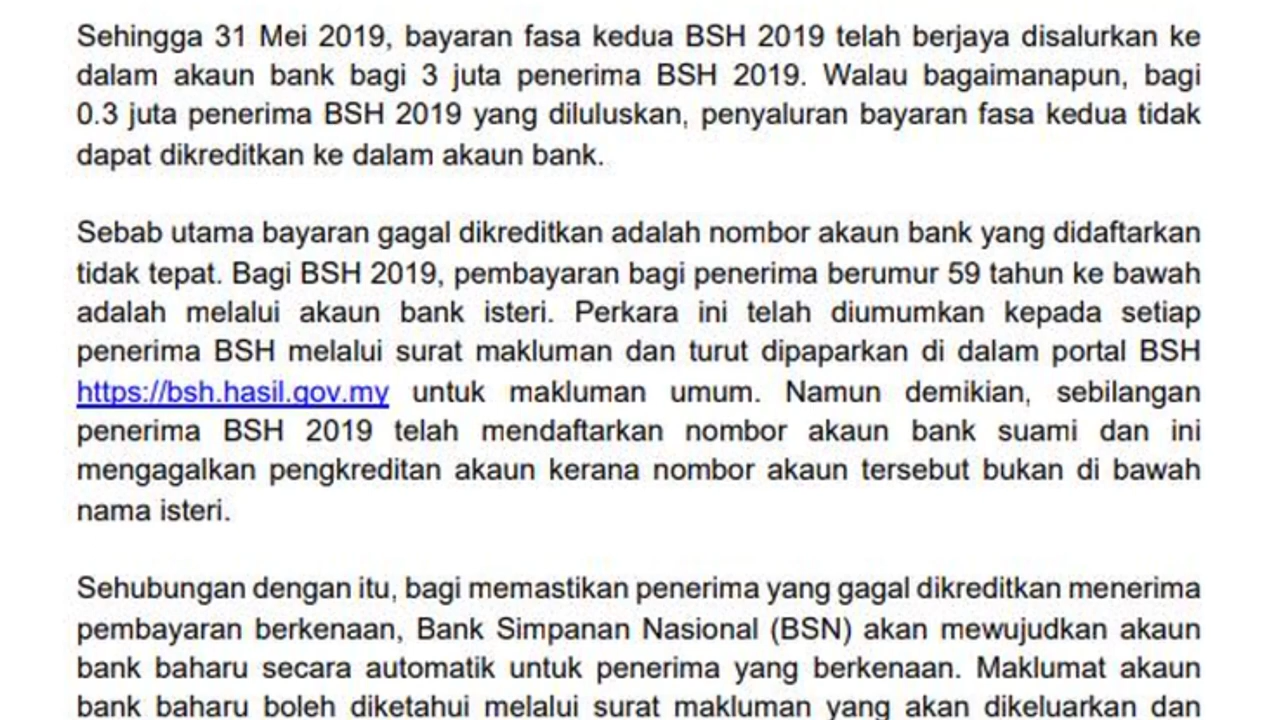 Sehingga 31 Mei 2019, bayaran fasa kedua BSH 2019 telah berjaya disalurkan ke
dalam akaun bank bagi 3 juta penerima BSH 2019. Walau bagaimanapun, bagi
0.3 juta penerima BSH 2019 yang diluluskan, penyaluran bayaran fasa kedua tidak
dapat dikreditkan ke dalam akaun bank.
Sebab utama bayaran gagal dikreditkan adalah nombor akaun bank yang didaftarkan
tidak tepat. Bagi BSH 2019, pembayaran bagi penerima berumur 59 tahun ke bawah
adalah melalui akaun bank isteri. Perkara ini telah diumumkan kepada setiap
penerima BSH melalui surat makluman dan turut dipaparkan di dalam portal BSH
https://bsh.hasil.gov.my untuk makluman umum. Namun demikian, sebilangan
penerima BSH 2019 telah mendaftarkan nombor akaun bank suami dan ini
mengagalkan pengkreditan akaun kerana nombor akaun tersebut bukan di bawah
nama isteri.
Sehubungan dengan itu, bagi memastikan penerima yang gagal dikreditkan menerima
pembayaran berkenaan, Bank Simpanan Nasional (BSN) akan mewujudkan akaun
bank baharu secara automatik untuk penerima yang berkenaan. Maklumat akaun
bank baharu boleh diketahui melalui surat makluman yang akan dikeluarkan dan